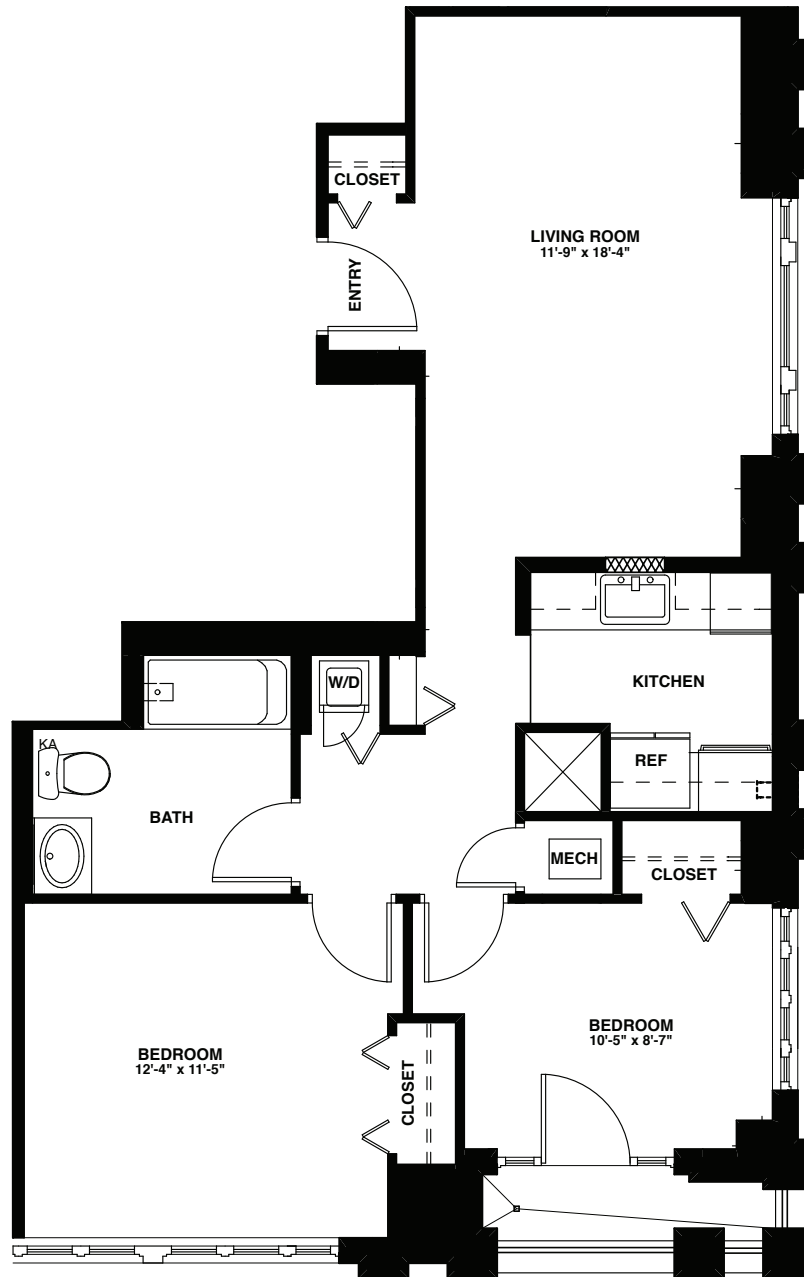 CLOSET
LIVING ROOM
11'-9" x 18'-4"
ENTRY
W/D
KITCHEN
KA
REF
BATH
MECH
CLOSET
BEDROOM
10'-5" x 8'-7"
BEDROOM
12'-4" x 11'-5"
CLOSET